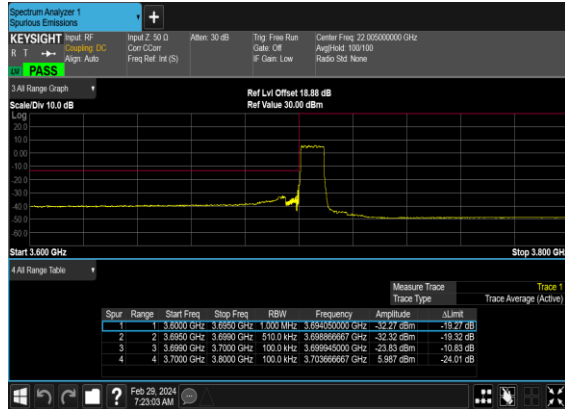 Spectrum Analyzer 1
Spurious Emissions
+
KEYSIGHT Input: RF Input Z: 50 Ω Atten: 30 dB Trig: Free Run Center Freq: 22.005000000 GHz
R T Coupling: DC Corr CCorr Gate: Off Avg|Hold: 100/100
Align: Auto Freq Ref: Int (S) IF Gain: Low Radio Std: None
LV PASS
3 All Range Graph
Ref Lvl Offset 18.88 dB
Scale/Div 10.0 dB Ref Value 30.00 dBm
Log
20.0
10.0
0.00
-10.0
-20.0
-30.0
-40.0
-50.0
-60.0
Start 3.600 GHz Stop 3.800 GHz
4 All Range Table
Measure Trace Trace 1
Trace Type Trace Average (Active)
Spur Range Start Freq Stop Freq RBW Frequency Amplitude ΔLimit
1 1 3.6000 GHz 3.6950 GHz 1.000 MHz 3.694050000 GHz -32.27 dBm -19.27 dB
2 2 3.6950 GHz 3.6990 GHz 510.0 kHz 3.698866667 GHz -32.32 dBm -19.32 dB
3 3 3.6990 GHz 3.7000 GHz 100.0 kHz 3.699945000 GHz -23.83 dBm -10.83 dB
4 4 3.7000 GHz 3.8000 GHz 100.0 kHz 3.703666667 GHz 5.987 dBm -24.01 dB
? Feb 29, 2024
7:23:03 AM